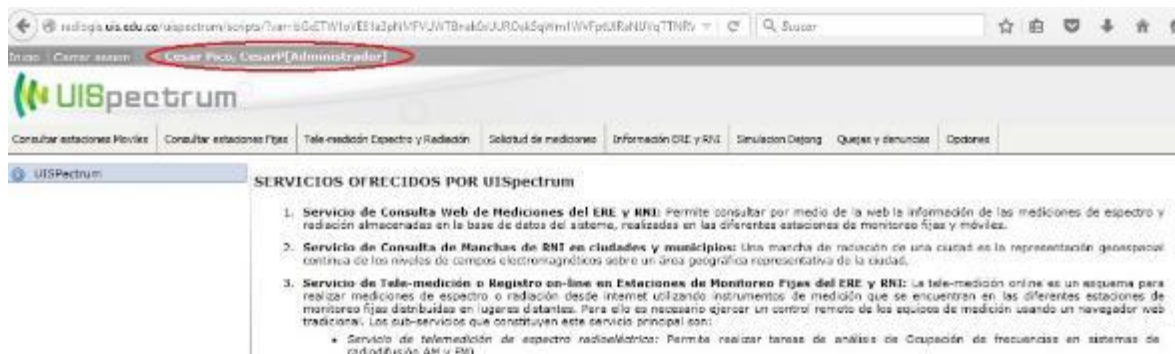 Buscar
Inicio Cerrar sesion Cesar Pico, CesarP[Administrador]
UISpectrum
Consultar estaciones Moviles Consultar estaciones Fijas Tele-medición Espectro y Radiación Solicitud de mediciones Información ERE y RNI Simulacion Dejong Quejas y denuncias Opciones
UISPectrum
SERVICIOS OFRECIDOS POR UISpectrum
1. Servicio de Consulta Web de Mediciones del ERE y RNI: Permite consultar por medio de la web la información de las mediciones de espectro y
radiación almacenadas en la base de datos del sistema, realizadas en las diferentes estaciones de monitoreo fijas y móviles.
2. Servicio de Consulta de Manchas de RNI en ciudades y municipios: Una mancha de radiación de una ciudad es la representación geoespacial
continua de los niveles de campos electromagnéticos sobre un área geográfica representativa de la ciudad.
3. Servicio de Tele-medición o Registro on-line en Estaciones de Monitoreo Fijas del ERE y RNI: La tele-medición online es un esquema para
realizar mediciones de espectro o radiación desde internet utilizando instrumentos de medición que se encuentran en las diferentes estaciones de
monitoreo fijas distribuidas en lugares distantes. Para ello es necesario ejercer un control remoto de los equipos de medición usando un navegador web
tradicional. Los sub-servicios que constituyen este servicio principal son:
• Servicio de telemedición de espectro radioeléctrico: Permite realizar tareas de análisis de Ocupación de frecuencias en sistemas de
radiodifusión AM y FM)